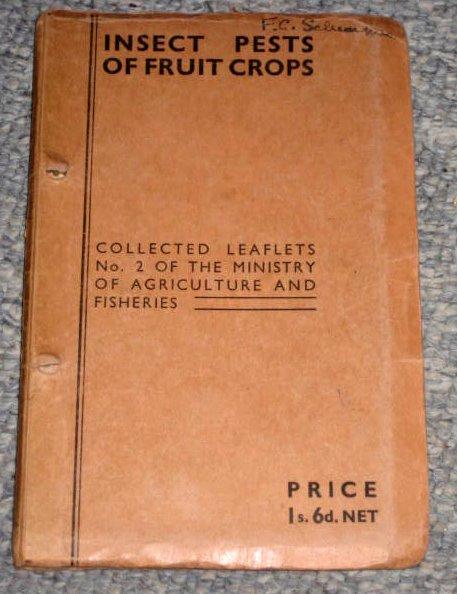 F.C.
INSECT PESTS
OF FRUIT CROPS
COLLECTED LEAFLETS
No. 2 OF THE MINISTRY
OF AGRICULTURE AND
FISHERIES
PRICE
1s. 6d. NET